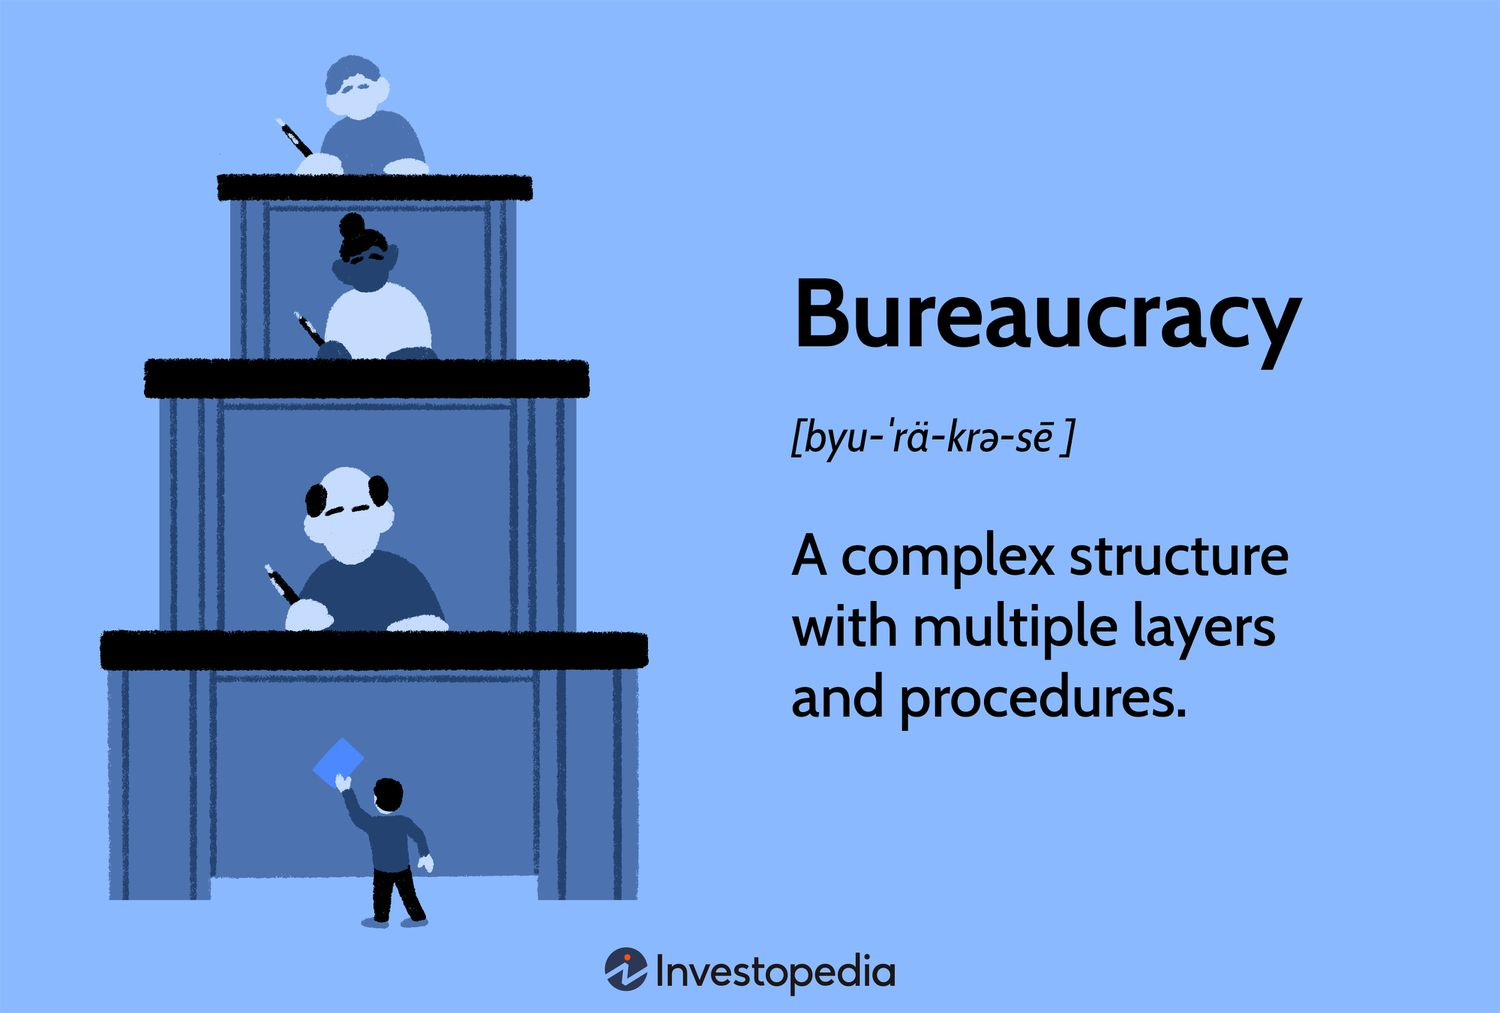 Bureaucracy
[byu-ˈrä-krə-sē ]
A complex structure
with multiple layers
and procedures.
Investopedia